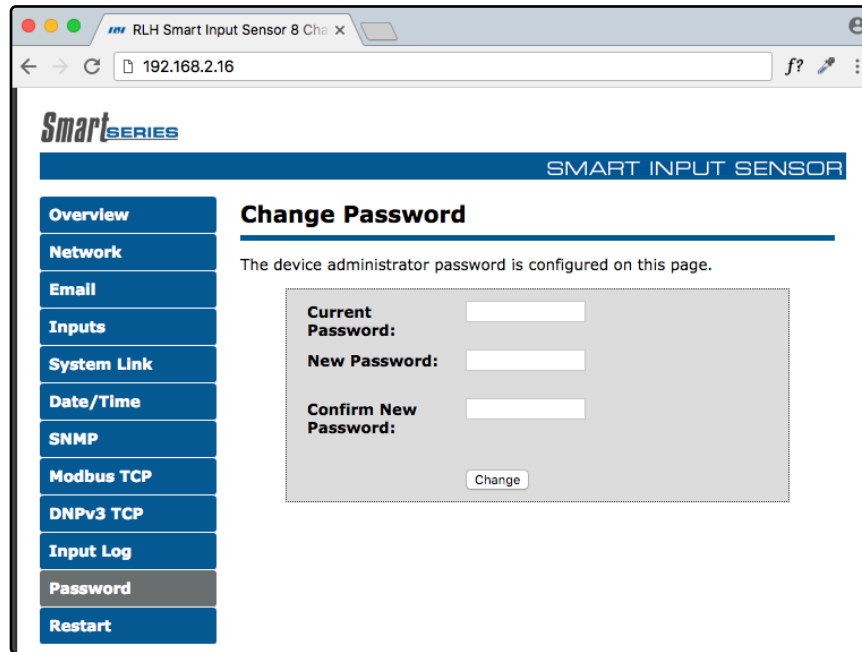 RLH Smart Input Sensor 8 Cha
192.168.2.16
f?
Smart SERIES
SMART INPUT SENSOR
Overview
Network
Email
Inputs
System Link
Date/Time
SNMP
Modbus TCP
DNPv3 TCP
Input Log
Password
Restart
Change Password
The device administrator password is configured on this page.
Current
Password:
New Password:
Confirm New
Password:
Change